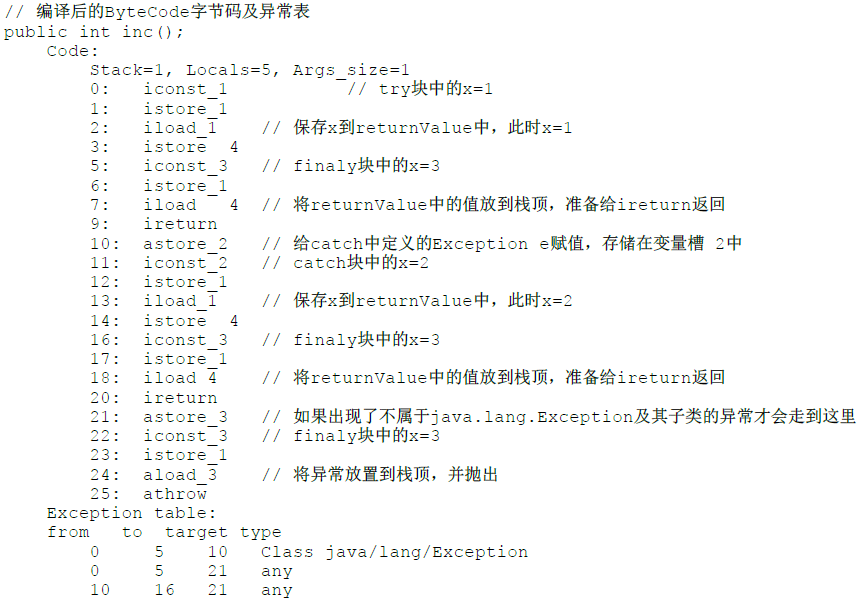 // 编译后的ByteCode字节码及异常表
public int inc();
    Code:
        Stack=1, Locals=5, Args_size=1
        0:   iconst_1           // try块中的x=1
        1:   istore_1
        2:   iload_1    // 保存x到returnValue中，此时x=1
        3:   istore  4
        5:   iconst_3   // finaly块中的x=3
        6:   istore_1
        7:   iload   4  // 将returnValue中的值放到栈顶，准备给ireturn返回
        9:   ireturn
        10:  astore_2   // 给catch中定义的Exception e赋值，存储在变量槽 2中
        11:  iconst_2   // catch块中的x=2
        12:  istore_1
        13:  iload_1    // 保存x到returnValue中，此时x=2
        14:  istore  4
        16:  iconst_3   // finaly块中的x=3
        17:  istore_1
        18:  iload 4    // 将returnValue中的值放到栈顶，准备给ireturn返回
        20:  ireturn
        21:  astore_3   // 如果出现了不属于java.lang.Exception及其子类的异常才会走到这里
        22:  iconst_3   // finaly块中的x=3
        23:  istore_1
        24:  aload_3    // 将异常放置到栈顶，并抛出
        25:  athrow
    Exception table:
    from   to  target type
        0     5    10   Class java/lang/Exception
        0     5    21   any
        10    16   21   any